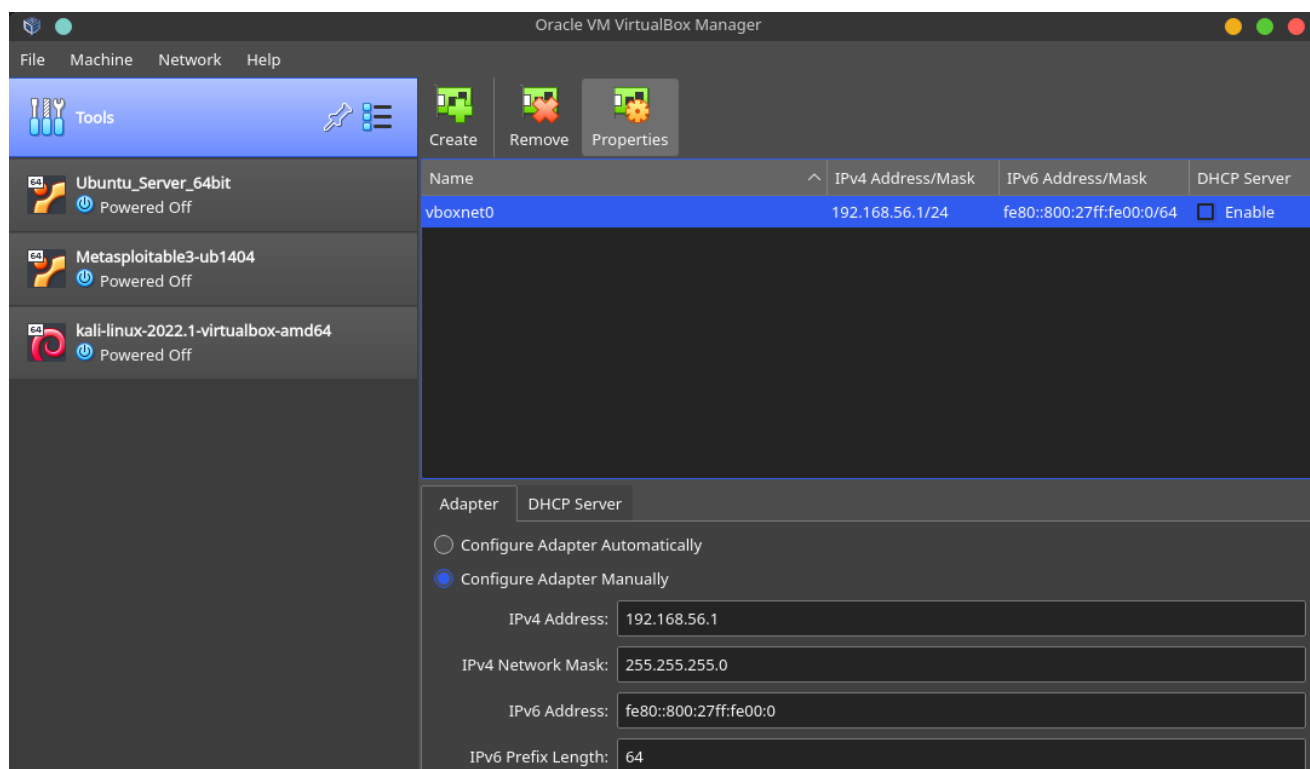 Oracle VM VirtualBox Manager
File Machine Network Help
Tools
Create Remove Properties
64 Ubuntu_Server_64bit
Powered Off
64 Metasploitable3-ub1404
Powered Off
64 kali-linux-2022.1-virtualbox-amd64
Powered Off
Name IPv4 Address/Mask IPv6 Address/Mask DHCP Server
vboxnet0 192.168.56.1/24 fe80::800:27ff:fe00:0/64 Enable
Adapter DHCP Server
Configure Adapter Automatically
Configure Adapter Manually
IPv4 Address: 192.168.56.1
IPv4 Network Mask: 255.255.255.0
IPv6 Address: fe80::800:27ff:fe00:0
IPv6 Prefix Length: 64